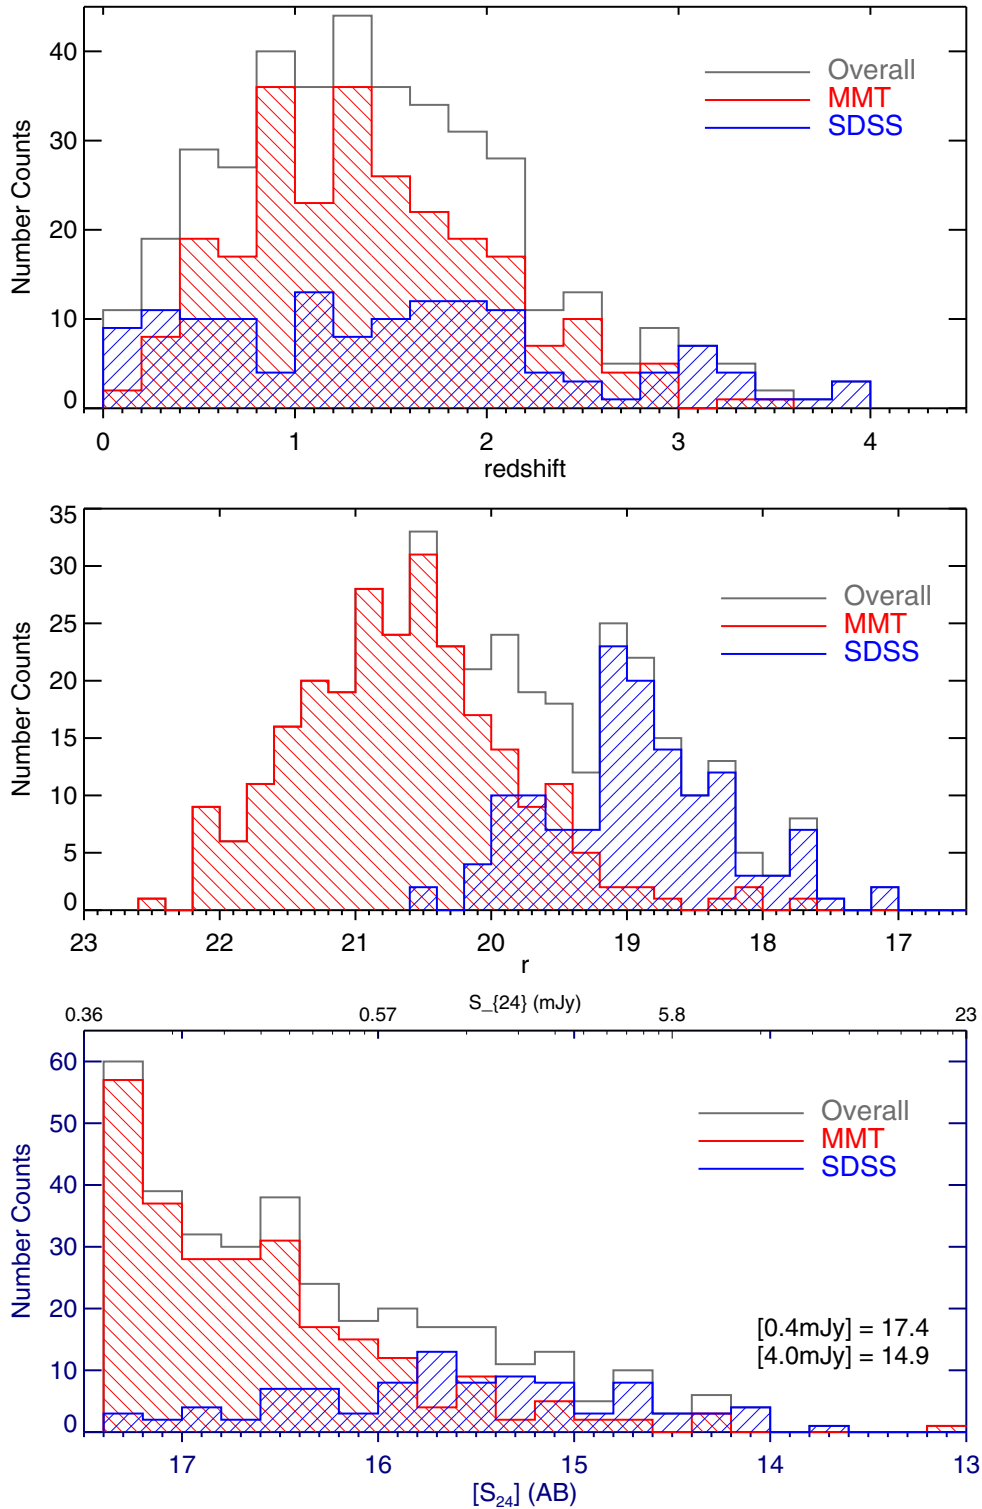 Overall
MMT
SDSS
Number Counts
40
30
20
10
0
0 1 2 3 4
redshift
Overall
MMT
SDSS
Number Counts
35
30
25
20
15
10
5
0
23 22 21 20 19 18 17
r
S_{24} (mJy)
0.36 0.57 5.8 23
Overall
MMT
SDSS
Number Counts
60
50
40
30
20
10
0
[0.4mJy] = 17.4
[4.0mJy] = 14.9
17 16 15 14 13
[S₂₄] (AB)